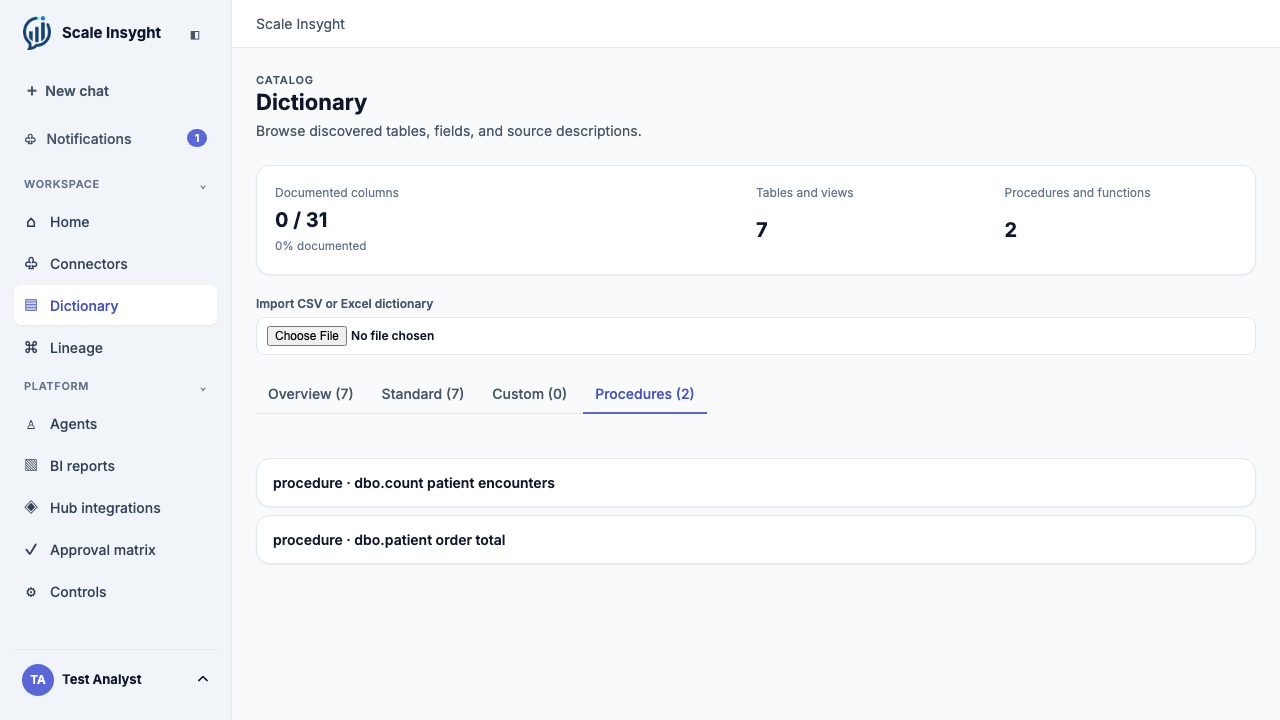 Scale Insyght
New chat
Notifications
1
WORKSPACE
Home
Connectors
Dictionary
Lineage
PLATFORM
Agents
BI reports
Hub integrations
Approval matrix
Controls
TA
Test Analyst
Scale Insyght
CATALOG
Dictionary
Browse discovered tables, fields, and source descriptions.
Documented columns
0 / 31
0% documented
Tables and views
7
Procedures and functions
2
Import CSV or Excel dictionary
Choose File No file chosen
Overview (7) Standard (7) Custom (0) Procedures (2)
procedure · dbo.count patient encounters
procedure · dbo.patient order total